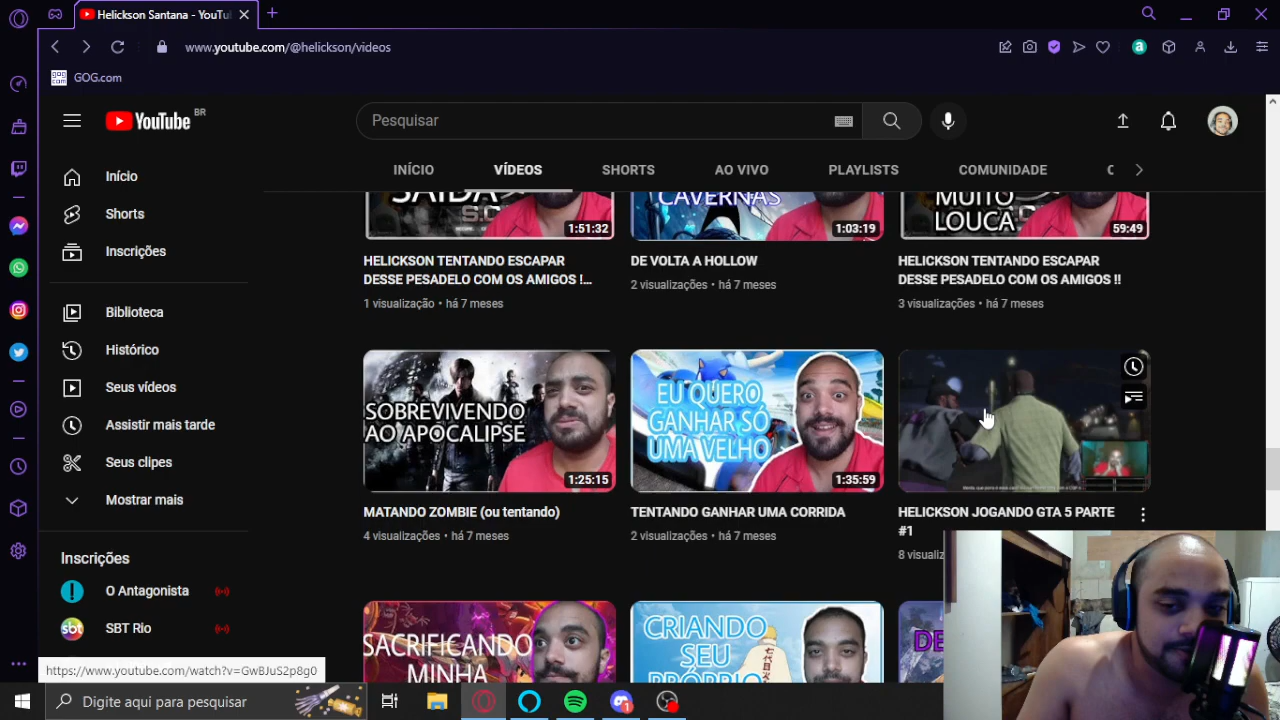 Helickson Santana - YouTu
www.youtube.com/@helickson/videos
GOG.com
YouTube BR
Pesquisar
INÍCIO
VÍDEOS
SHORTS
AO VIVO
PLAYLISTS
COMUNIDADE
C
Início
Shorts
Inscrições
Biblioteca
Histórico
Seus vídeos
Assistir mais tarde
Seus clipes
Mostrar mais
Inscrições
O Antagonista
SBT Rio
SAÍDA
1:51:32
HELICKSON TENTANDO ESCAPAR
DESSE PESADELO COM OS AMIGOS !...
1 visualização • há 7 meses
CAVERNAS
1:03:19
DE VOLTA A HOLLOW
2 visualizações • há 7 meses
MUITO
LOUCA
59:49
HELICKSON TENTANDO ESCAPAR
DESSE PESADELO COM OS AMIGOS !!
3 visualizações • há 7 meses
SOBREVIVENDO
AO APOCALIPSE
1:25:15
MATANDO ZOMBIE (ou tentando)
4 visualizações • há 7 meses
EU QUERO
GANHAR SÓ
UMA VELHO
1:35:59
TENTANDO GANHAR UMA CORRIDA
2 visualizações • há 7 meses
HELICKSON JOGANDO GTA 5 PARTE
#1
8 visualiz
SACRIFICANDO
MINHA
CRIANDO
SEU
PRÓPRIO
DE
https://www.youtube.com/watch?v=GwBJuS2p8g0
Digite aqui para pesquisar